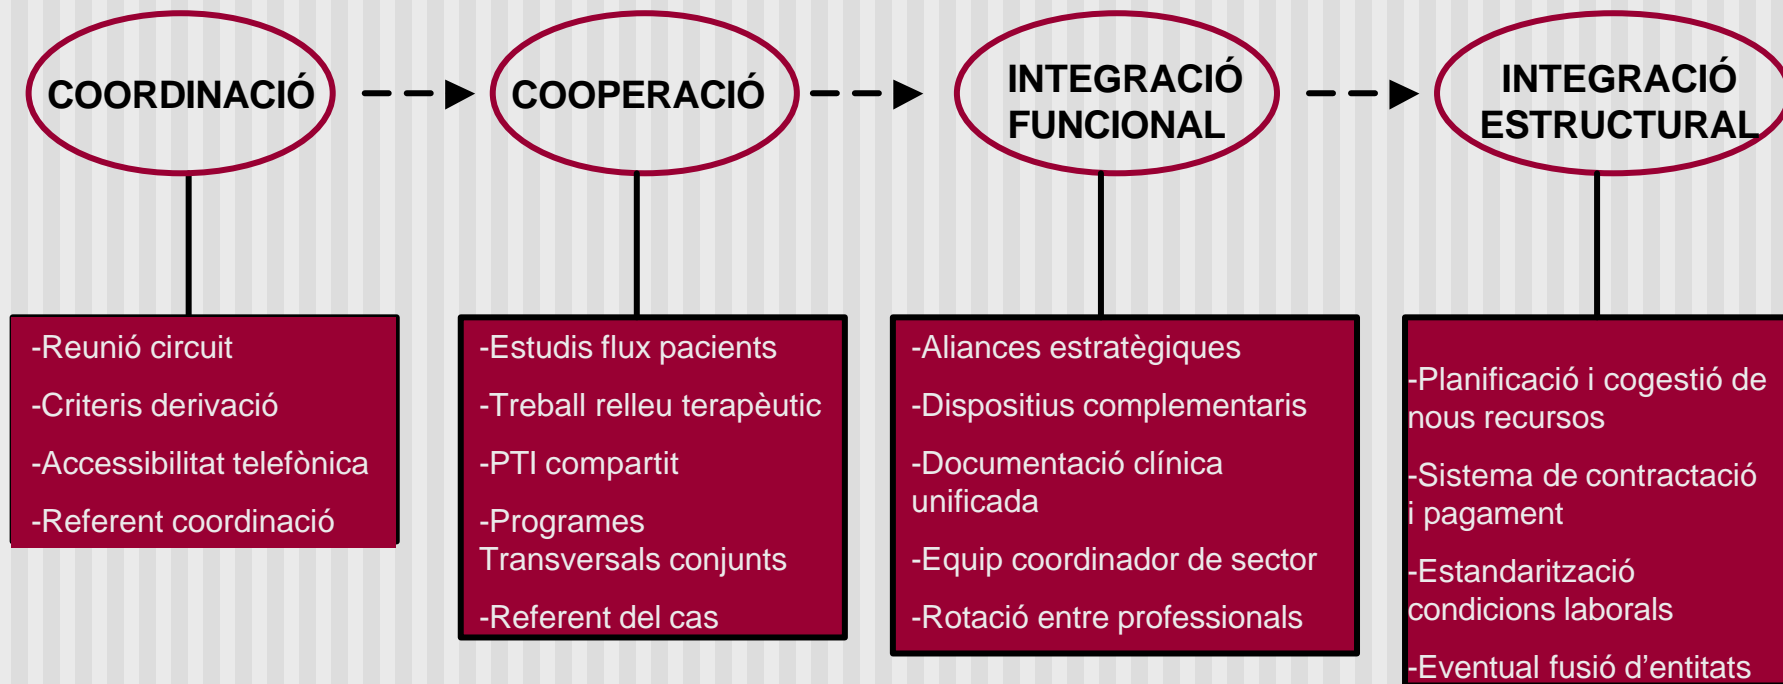 COORDINACIÓ
COOPERACIÓ
INTEGRACIÓ
FUNCIONAL
INTEGRACIÓ
ESTRUCTURAL
-Reunió circuit
-Criteris derivació
-Accessibilitat telefònica
-Referent coordinació
-Estudis flux pacients
-Treball relleu terapèutic
-PTI compartit
-Programes
Transversals conjunts
-Referent del cas
-Aliances estratègiques
-Dispositius complementaris
-Documentació clínica
unificada
-Equip coordinador de sector
-Rotació entre professionals
-Planificació i cogestió de
nous recursos
-Sistema de contractació
i pagament
-Estandarització
condicions laborals
-Eventual fusió d'entitats